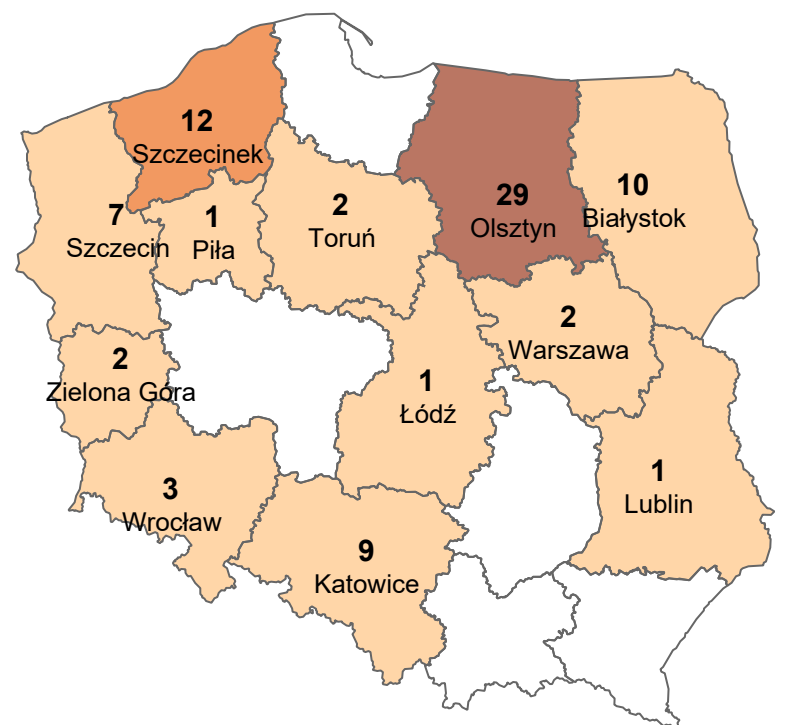 12
Szczecinek
29
Olsztyn
10
Białystok
7
Szczecin
1
Piła
2
Toruń
2
Warszawa
2
Zielona Góra
1
Łódź
3
Wrocław
1
Lublin
9
Katowice